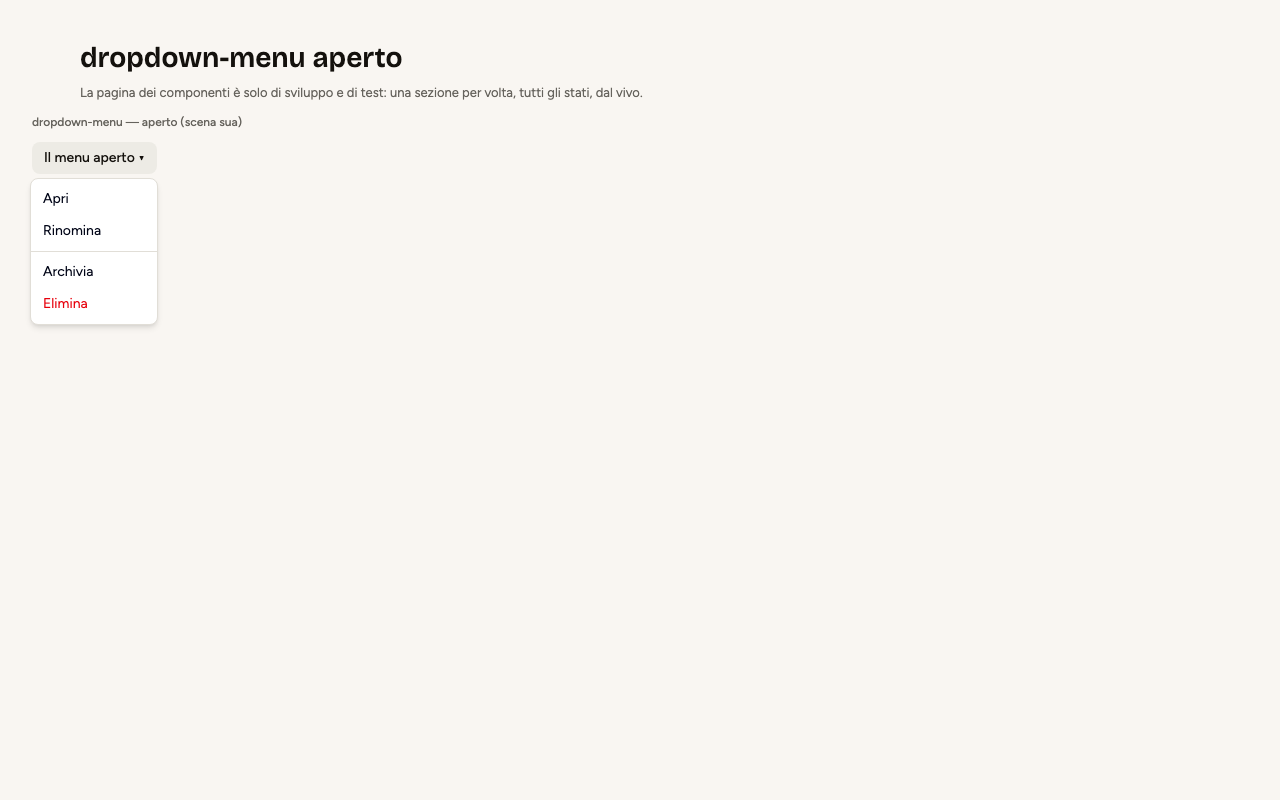 dropdown-menu aperto
La pagina dei componenti è solo di sviluppo e di test: una sezione per volta, tutti gli stati, dal vivo.
dropdown-menu — aperto (scena sua)
Il menu aperto ▾
Apri
Rinomina
Archivia
Elimina